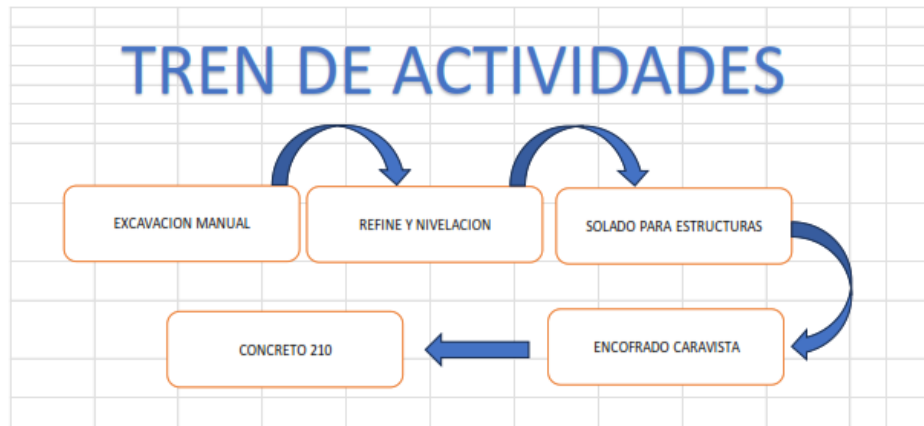 TREN DE ACTIVIDADES
EXCAVACION MANUAL
REFINE Y NIVELACION
SOLADO PARA ESTRUCTURAS
ENCOFRADO CARAVISTA
CONCRETO 210